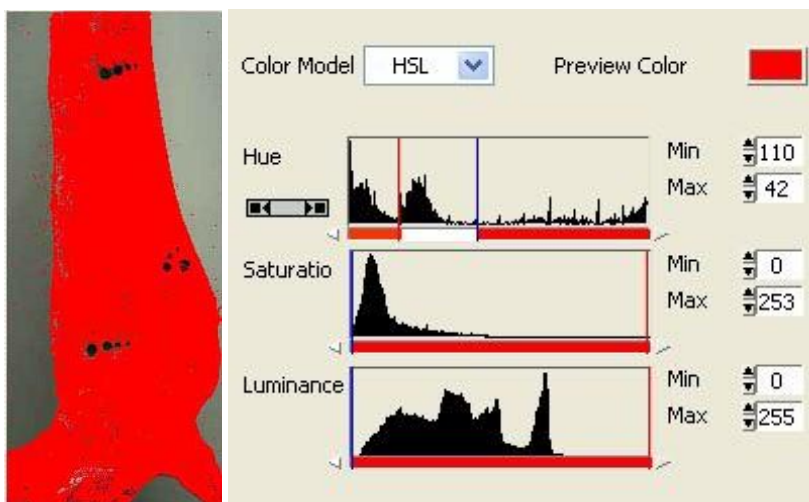 Color Model HSL Preview Color
Hue Min 110
Max 42
Saturatio Min 0
Max 253
Luminance Min 0
Max 255